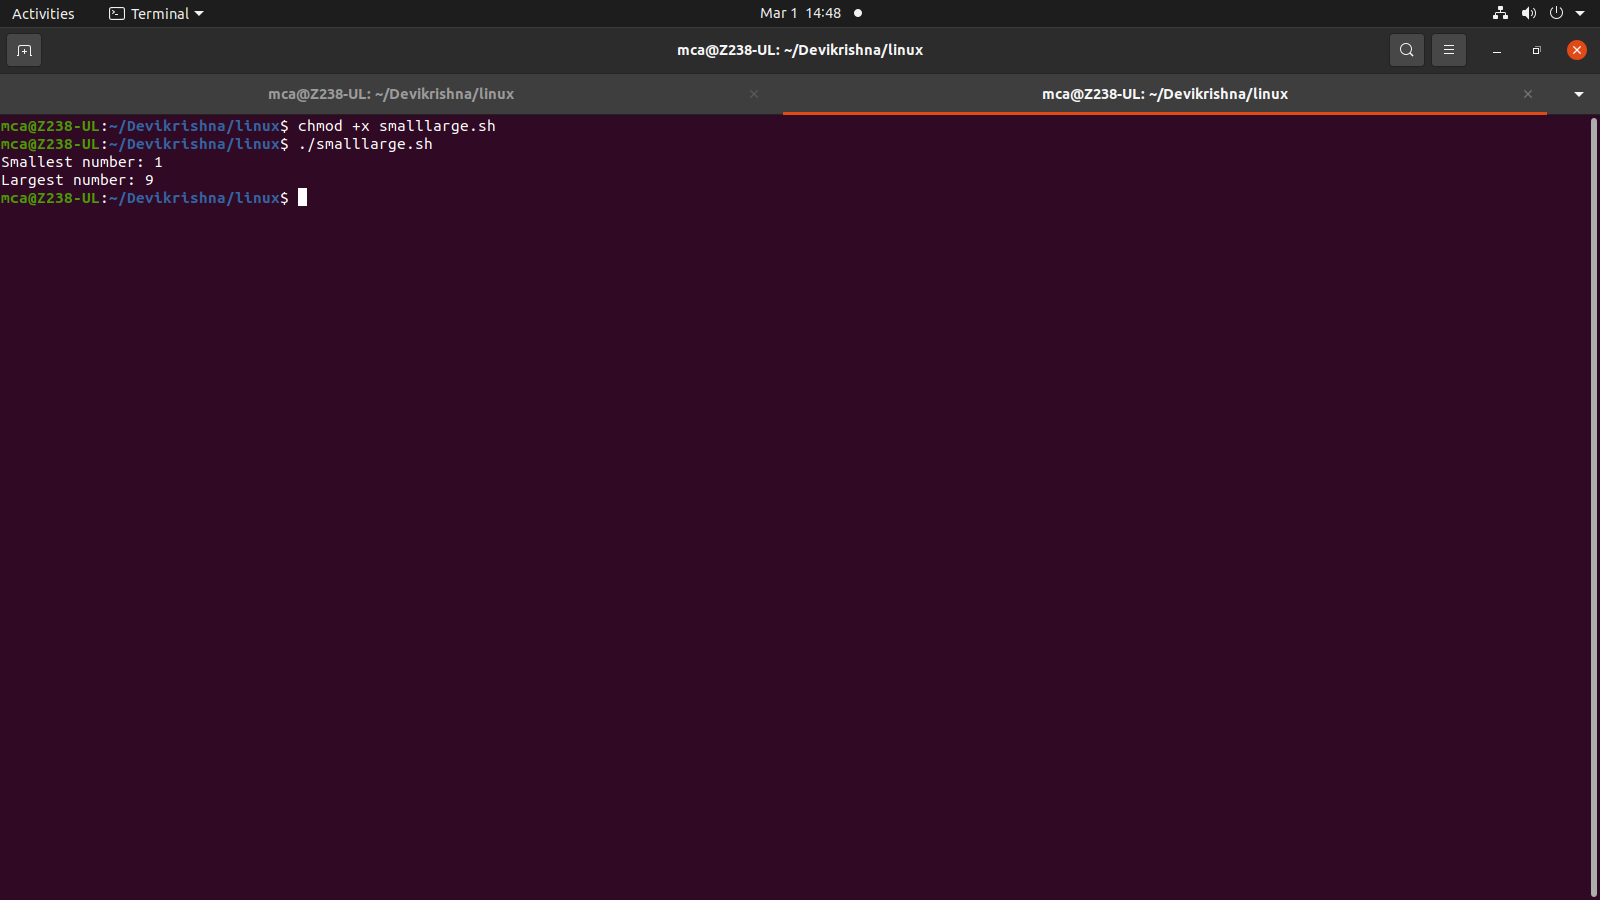 Activities Terminal Mar 1 14:48
mca@Z238-UL: ~/Devikrishna/linux
mca@Z238-UL: ~/Devikrishna/linux mca@Z238-UL: ~/Devikrishna/linux
mca@Z238-UL:~/Devikrishna/linux$ chmod +x smalllarge.sh
mca@Z238-UL:~/Devikrishna/linux$ ./smalllarge.sh
Smallest number: 1
Largest number: 9
mca@Z238-UL:~/Devikrishna/linux$